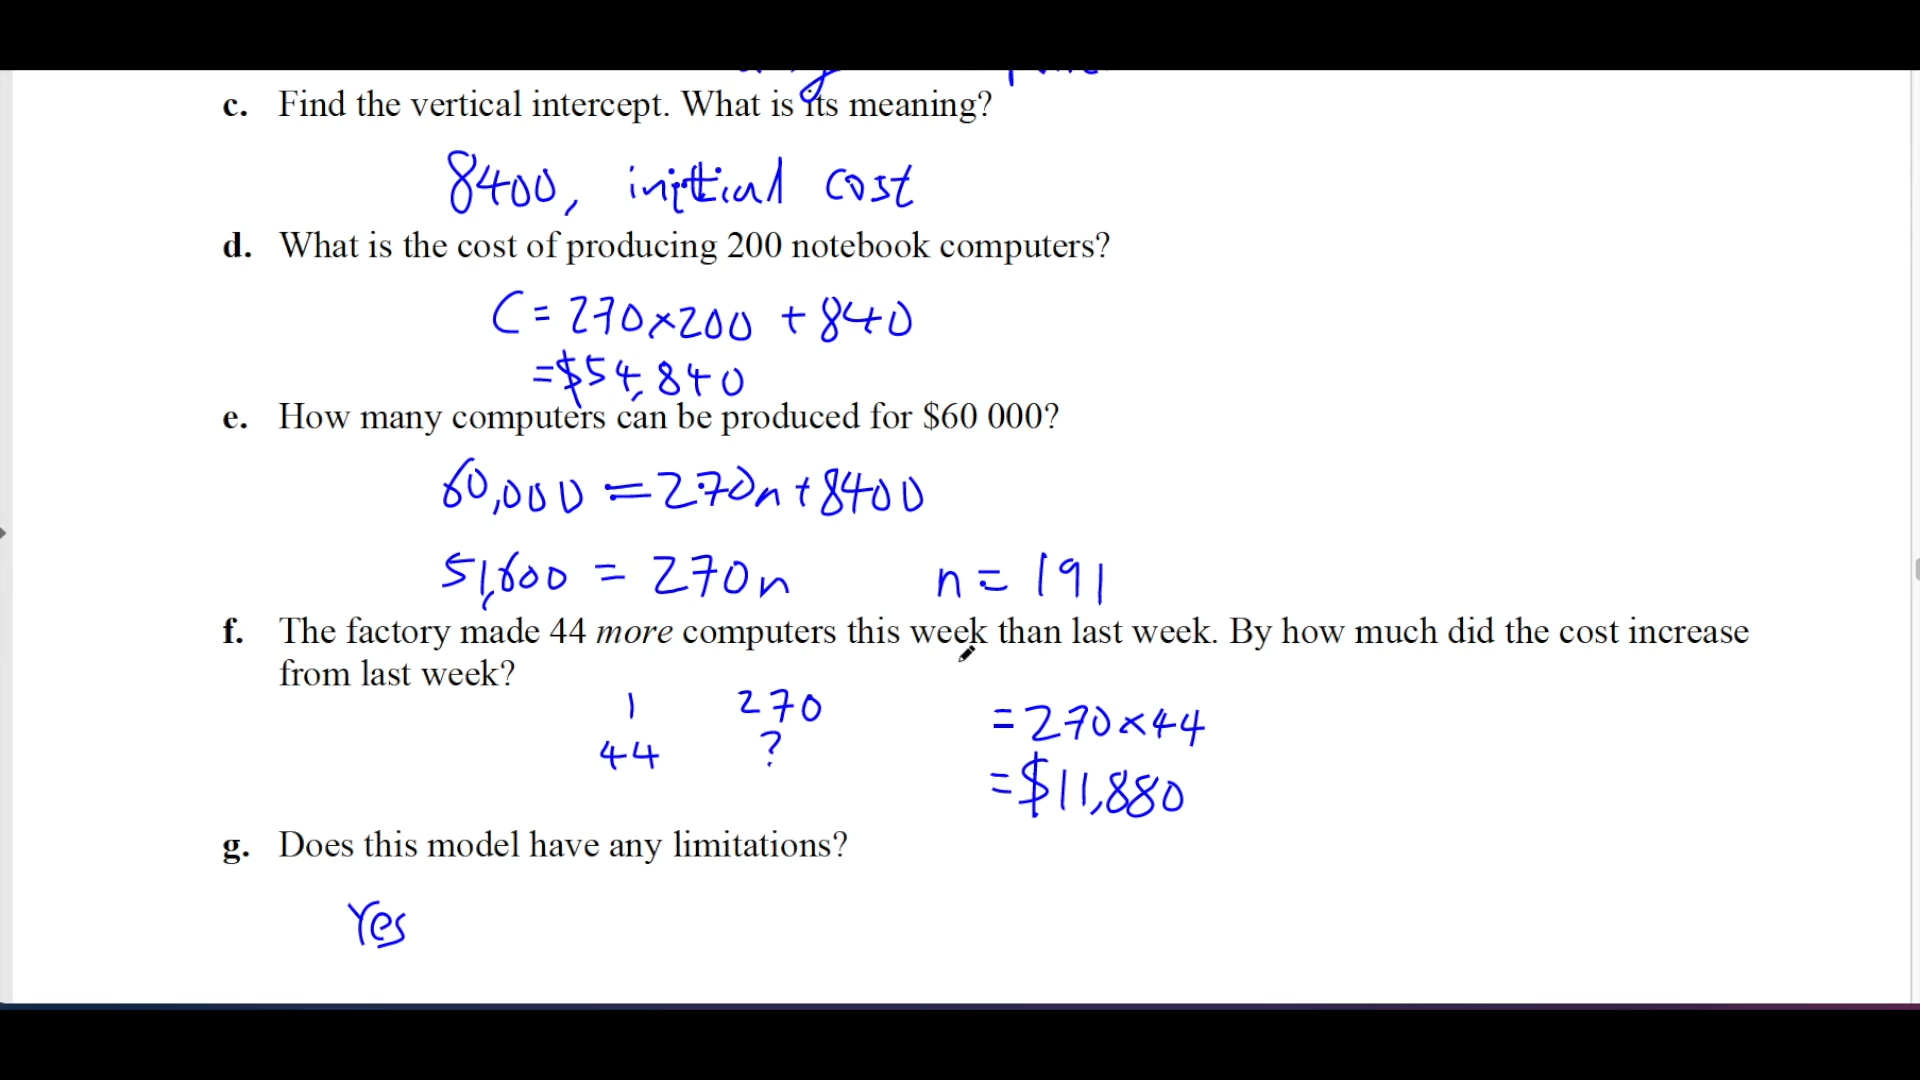 c. Find the vertical intercept. What is its meaning?
8400, initial cost
d. What is the cost of producing 200 notebook computers?
C = 270×200 + 840
= $54,840
e. How many computers can be produced for $60 000?
60,000 = 270n + 8400
51,600 = 270n n = 191
f. The factory made 44 more computers this week than last week. By how much did the cost increase
from last week?
1 270 = 270×44
44 ? = $11,880
g. Does this model have any limitations?
Yes